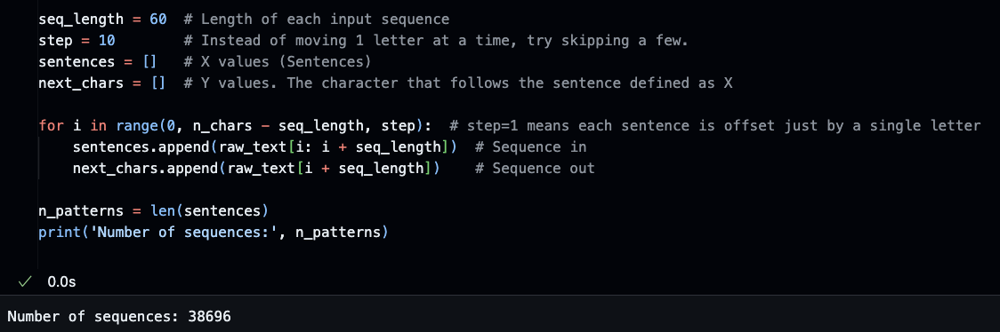 seq_length = 60  # Length of each input sequence
step = 10        # Instead of moving 1 letter at a time, try skipping a few.
sentences = []   # X values (Sentences)
next_chars = []  # Y values. The character that follows the sentence defined as X
for i in range(0, n_chars - seq_length, step):  # step=1 means each sentence is offset just by a single letter
    sentences.append(raw_text[i: i + seq_length])  # Sequence in
    next_chars.append(raw_text[i + seq_length])    # Sequence out
n_patterns = len(sentences)
print('Number of sequences:', n_patterns)
0.0s
Number of sequences: 38696